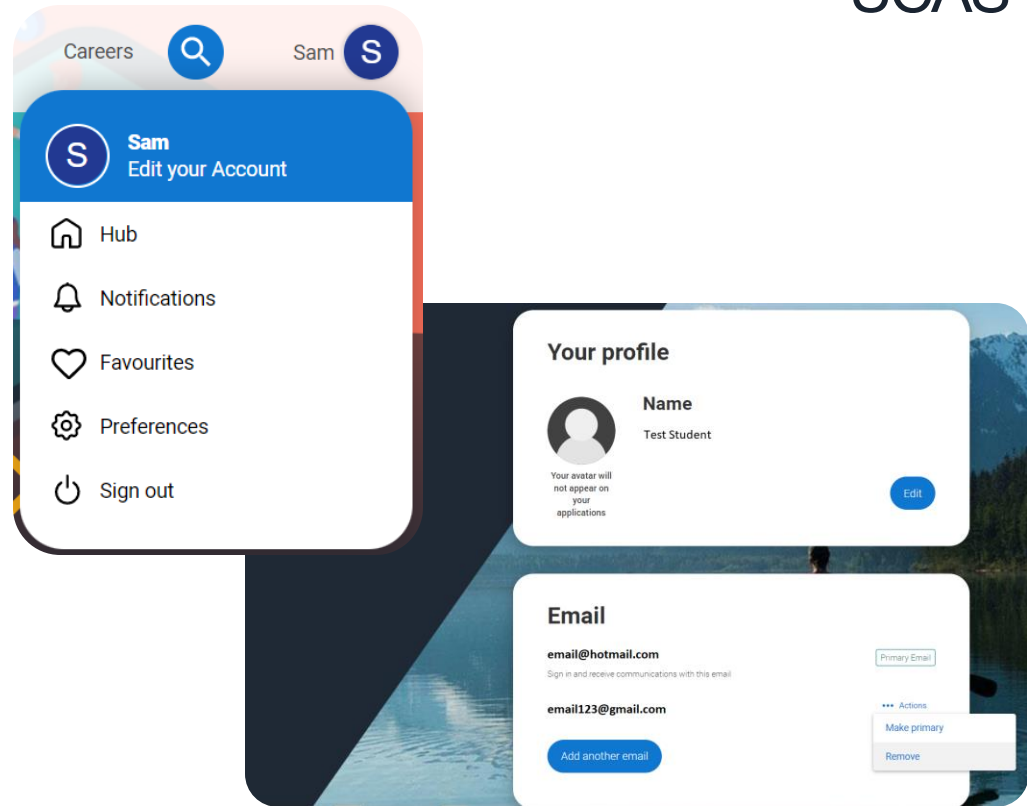 UCAS
Careers
Sam
S
S
Sam
Edit your Account
Hub
Notifications
Favourites
Preferences
Sign out
Your profile
Name
Test Student
Your avatar will
not appear on
your
applications
Edit
Email
email@hotmail.com
Primary Email
Sign in and receive communications with this email
email123@gmail.com
••• Actions
Make primary
Remove
Add another email